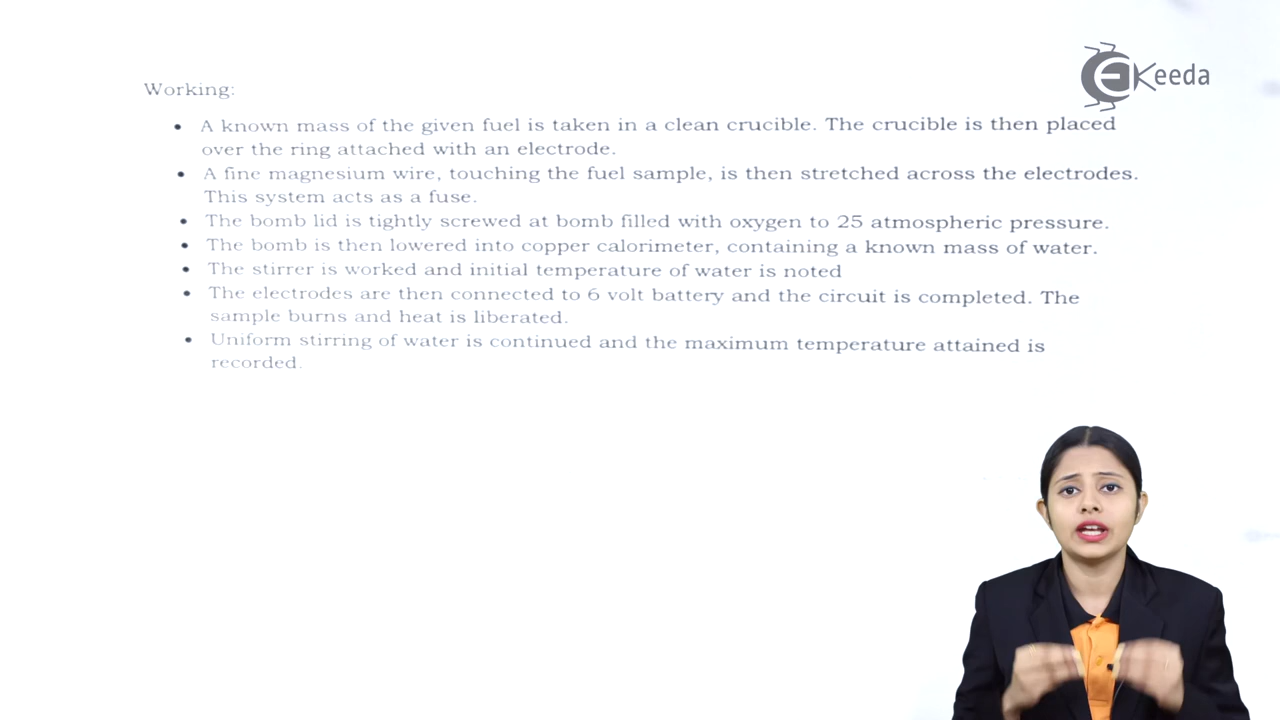 EKeeda
Working:
• A known mass of the given fuel is taken in a clean crucible. The crucible is then placed
over the ring attached with an electrode.
• A fine magnesium wire, touching the fuel sample, is then stretched across the electrodes.
This system acts as a fuse.
• The bomb lid is tightly screwed at bomb filled with oxygen to 25 atmospheric pressure.
• The bomb is then lowered into copper calorimeter, containing a known mass of water.
• The stirrer is worked and initial temperature of water is noted
• The electrodes are then connected to 6 volt battery and the circuit is completed. The
sample burns and heat is liberated.
• Uniform stirring of water is continued and the maximum temperature attained is
recorded.